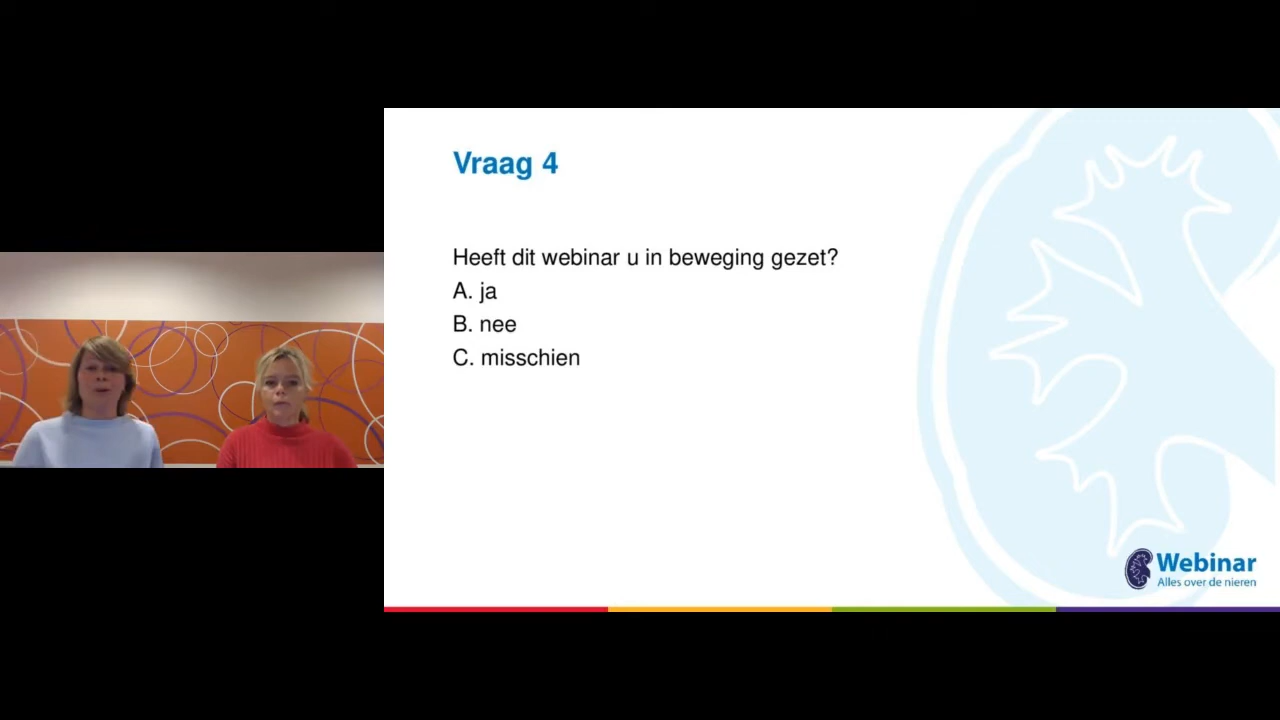 Vraag 4
Heeft dit webinar u in beweging gezet?
A. ja
B. nee
C. misschien
Webinar
Alles over de nieren